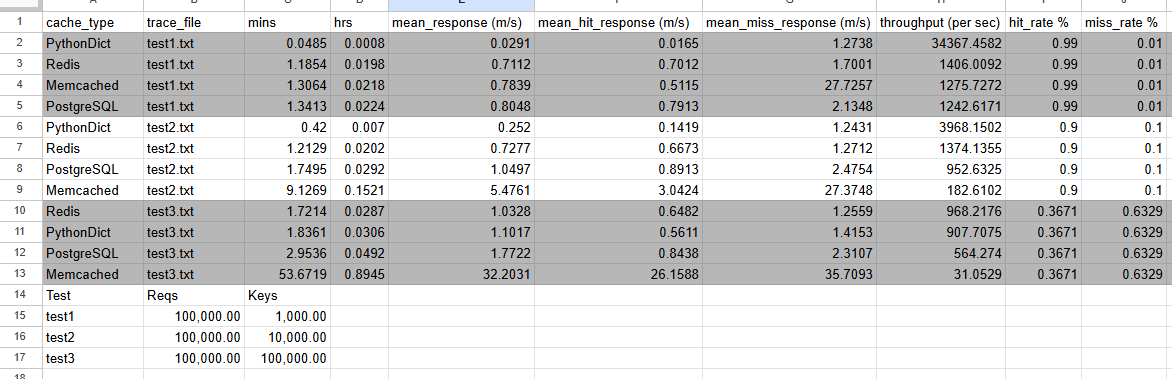 1 cache_type trace_file mins hrs mean_response (m/s) mean_hit_response (m/s) mean_miss_response (m/s) throughput (per sec) hit_rate % miss_rate %
2 PythonDict test1.txt 0.0485 0.0008 0.0291 0.0165 1.2738 34367.4582 0.99 0.01
3 Redis test1.txt 1.1854 0.0198 0.7112 0.7012 1.7001 1406.0092 0.99 0.01
4 Memcached test1.txt 1.3064 0.0218 0.7839 0.5115 27.7257 1275.7272 0.99 0.01
5 PostgreSQL test1.txt 1.3413 0.0224 0.8048 0.7913 2.1348 1242.6171 0.99 0.01
6 PythonDict test2.txt 0.42 0.007 0.252 0.1419 1.2431 3968.1502 0.9 0.1
7 Redis test2.txt 1.2129 0.0202 0.7277 0.6673 1.2712 1374.1355 0.9 0.1
8 PostgreSQL test2.txt 1.7495 0.0292 1.0497 0.8913 2.4754 952.6325 0.9 0.1
9 Memcached test2.txt 9.1269 0.1521 5.4761 3.0424 27.3748 182.6102 0.9 0.1
10 Redis test3.txt 1.7214 0.0287 1.0328 0.6482 1.2559 968.2176 0.3671 0.6329
11 PythonDict test3.txt 1.8361 0.0306 1.1017 0.5611 1.4153 907.7075 0.3671 0.6329
12 PostgreSQL test3.txt 2.9536 0.0492 1.7722 0.8438 2.3107 564.274 0.3671 0.6329
13 Memcached test3.txt 53.6719 0.8945 32.2031 26.1588 35.7093 31.0529 0.3671 0.6329
14 Test Reqs Keys
15 test1 100,000.00 1,000.00
16 test2 100,000.00 10,000.00
17 test3 100,000.00 100,000.00